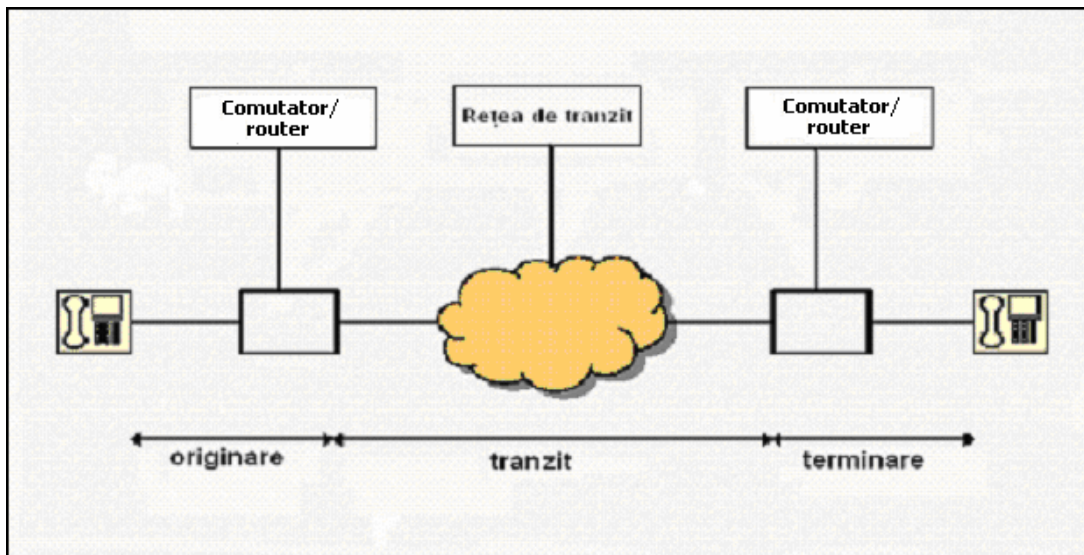 Comutator/
router
Rețea de tranzit
Comutator/
router
originare
tranzit
terminare